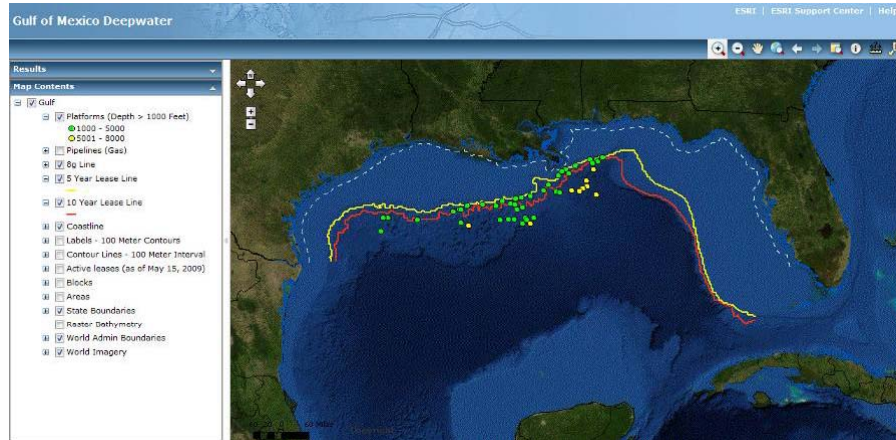 Gulf of Mexico Deepwater
ESRI | ESRI Support Center | Help
Results
Map Contents
Gulf
Platforms (Depth > 1000 Feet)
1000 - 5000
5001 - 8000
Pipelines (Gas)
8g Line
5 Year Lease Line
10 Year Lease Line
Coastline
Labels - 100 Meter Contours
Contour Lines - 100 Meter Interval
Active leases (as of May 15, 2009)
Blocks
Areas
State Boundaries
Raster Bathymetry
World Admin Boundaries
World Imagery